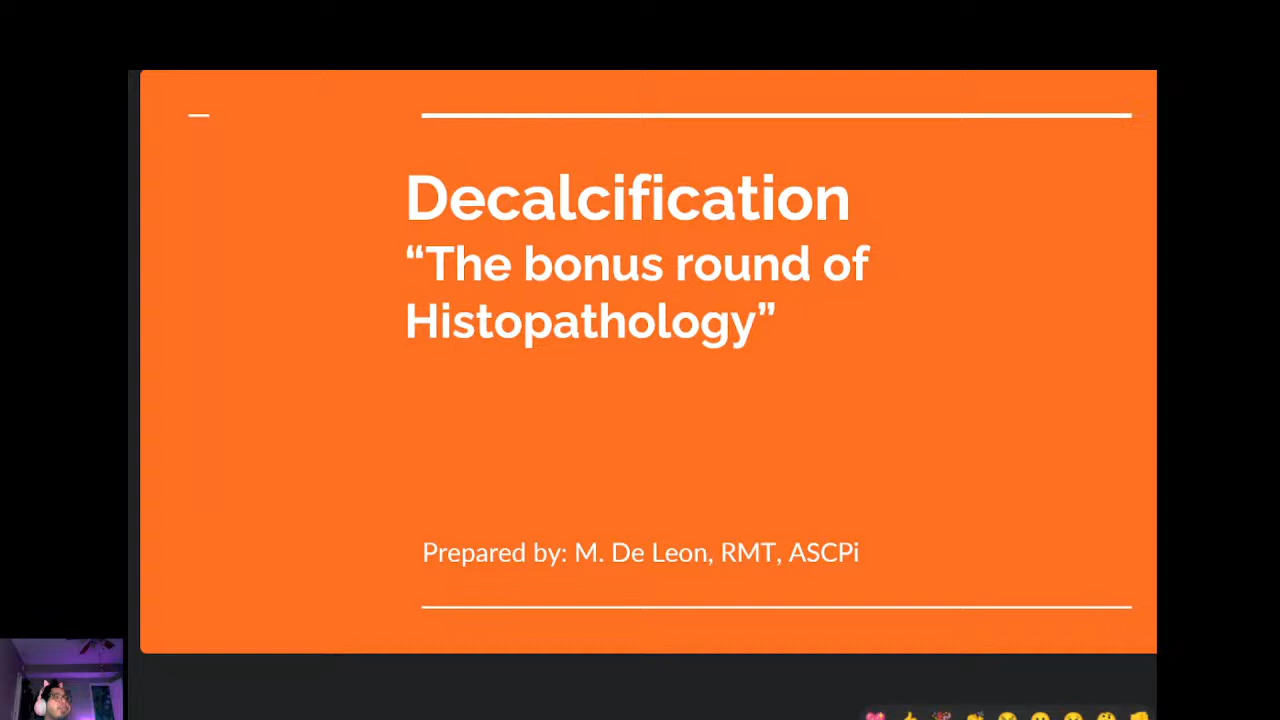 Decalcification
“The bonus round of
Histopathology”
Prepared by: M. De Leon, RMT, ASCPi